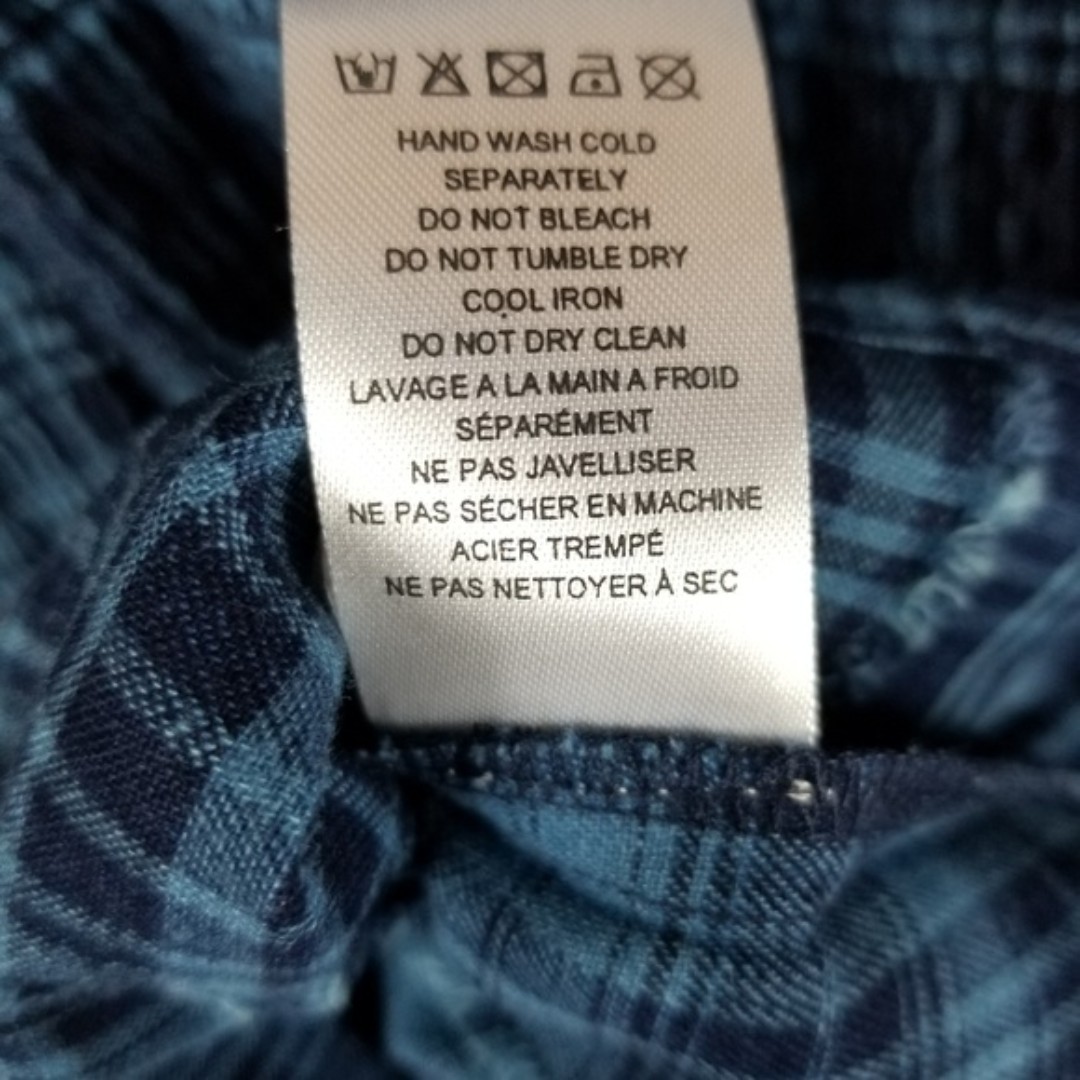 HAND WASH COLD
SEPARATELY
DO NOT BLEACH
DO NOT TUMBLE DRY
COOL IRON
DO NOT DRY CLEAN
LAVAGE A LA MAIN A FROID
SÉPARÉMENT
NE PAS JAVELLISER
NE PAS SÉCHER EN MACHINE
ACIER TREMPÉ
NE PAS NETTOYER À SEC